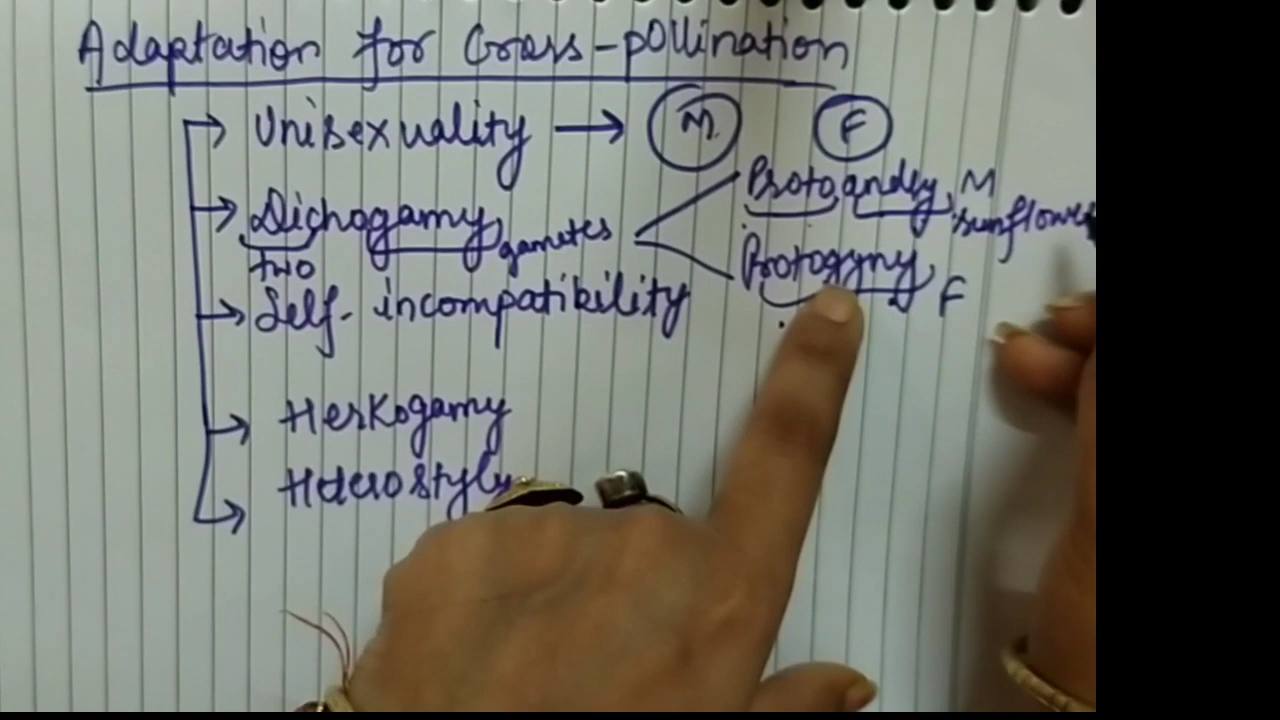 Adaptation for Cross-pollination
Unisexuality → M F
Dichogamy gametes Protoandry M
two sunflower
Protogyny F
Self-incompatibility
Herkogamy
Heterostyly